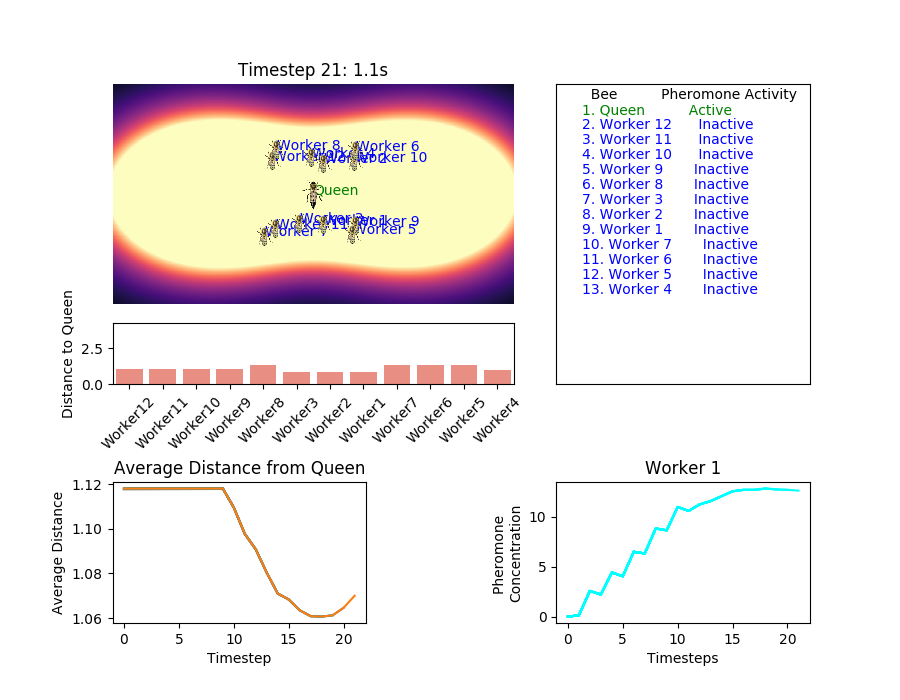 Timestep 21: 1.1s
Worker 8
Worker 6
Worker 10
Queen
Worker 9
Worker 5
Bee Pheromone Activity
1. Queen Active
2. Worker 12 Inactive
3. Worker 11 Inactive
4. Worker 10 Inactive
5. Worker 9 Inactive
6. Worker 8 Inactive
7. Worker 3 Inactive
8. Worker 2 Inactive
9. Worker 1 Inactive
10. Worker 7 Inactive
11. Worker 6 Inactive
12. Worker 5 Inactive
13. Worker 4 Inactive
Distance to Queen
2.5
0.0
Worker12
Worker11
Worker10
Worker9
Worker8
Worker3
Worker2
Worker1
Worker7
Worker6
Worker5
Worker4
Average Distance from Queen
Average Distance
1.12
1.10
1.08
1.06
0 5 10 15 20
Timestep
Worker 1
Pheromone
Concentration
10
5
0
0 5 10 15 20
Timesteps